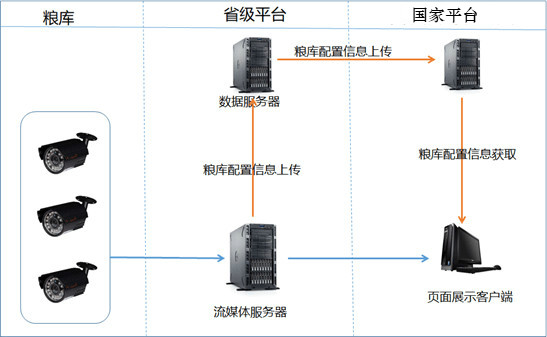 粮库
省级平台
国家平台
粮库配置信息上传
数据服务器
粮库配置信息上传
粮库配置信息获取
流媒体服务器
页面展示客户端